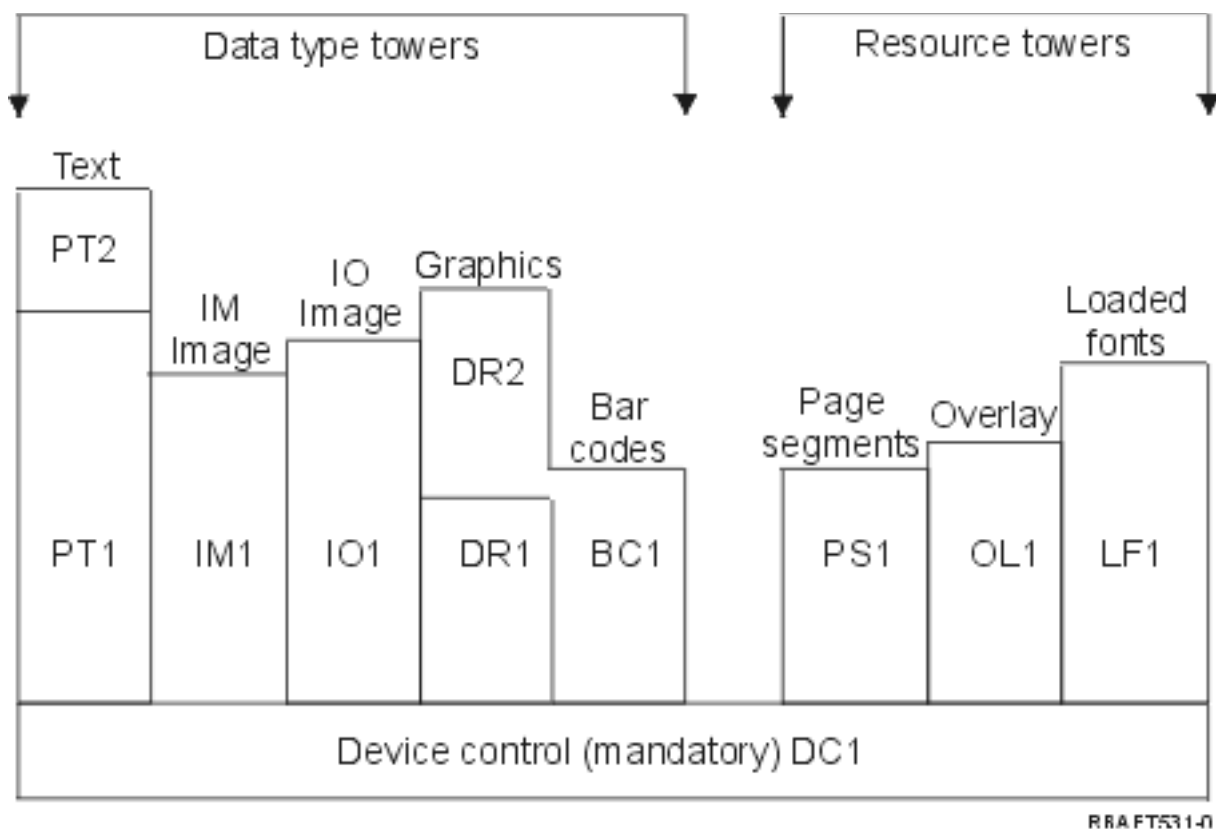 Data type towers
Resource towers
Text
PT2
IO
Image
Graphics
IM
Image
DR2
Loaded
fonts
Bar
codes
Page
segments
Overlay
PT1
IM1
IO1
DR1
BC1
PS1
OL1
LF1
Device control (mandatory) DC1
RBAFT531-0